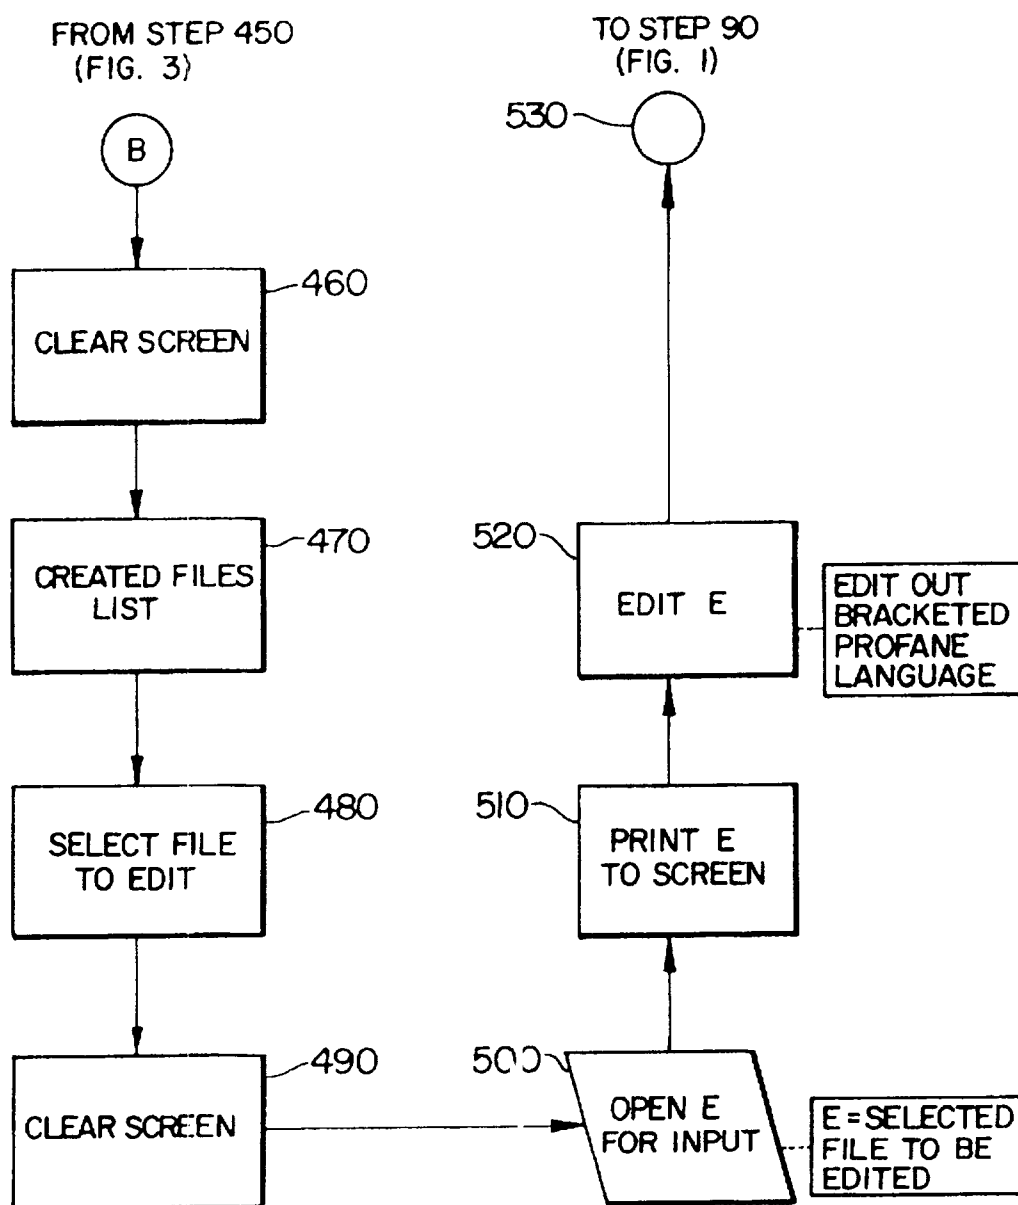 FROM STEP 450
(FIG. 3)
B
460
CLEAR SCREEN
470
CREATED FILES
LIST
480
SELECT FILE
TO EDIT
490
CLEAR SCREEN
TO STEP 90
(FIG. 1)
530
520
EDIT E
EDIT OUT
BRACKETED
PROFANE
LANGUAGE
510
PRINT E
TO SCREEN
500
OPEN E
FOR INPUT
E=SELECTED
FILE TO BE
EDITED